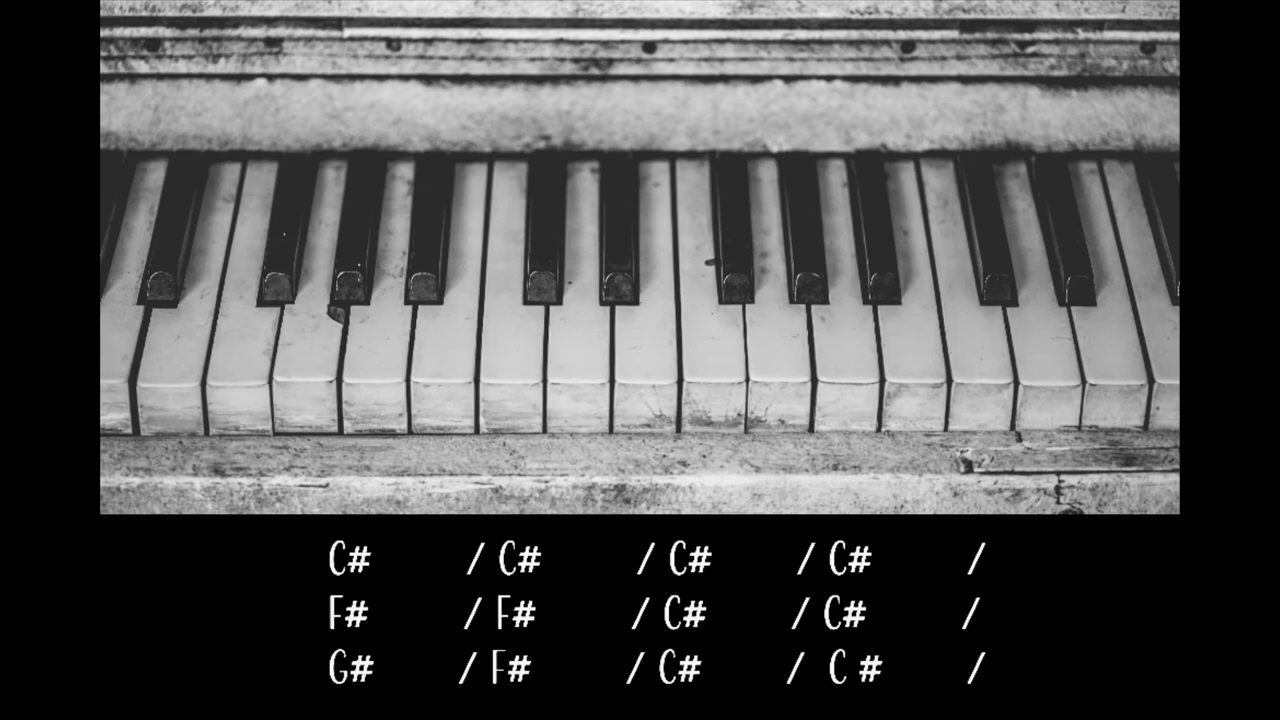 C# / C# / C# / C# /
F# / F# / C# / C# /
G# / F# / C# / C # /